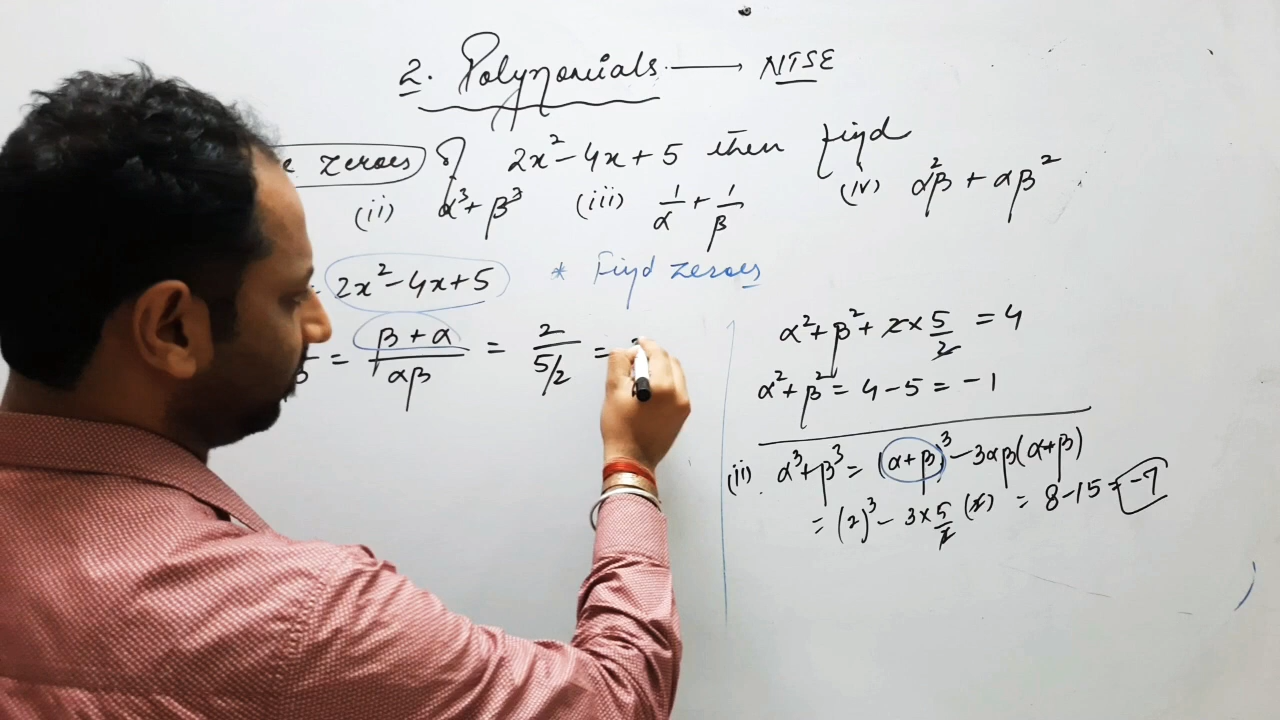 2. Polynomials → NTSE
zeroes) of 2x² - 4x + 5 then find
(ii) α³ + β³ (iii) 1/α + 1/β (iv) α²β + αβ²
2x² - 4x + 5 * Find zeroes
= β + α/αβ = 2/5/2 =
α² + β² + 2 × 5/2 = 4
α² + β² = 4 - 5 = -1
(ii). α³ + β³ = (α + β)³ - 3αβ(α + β)
= (2)³ - 3 × 5/2 (2) = 8 - 15 = -7